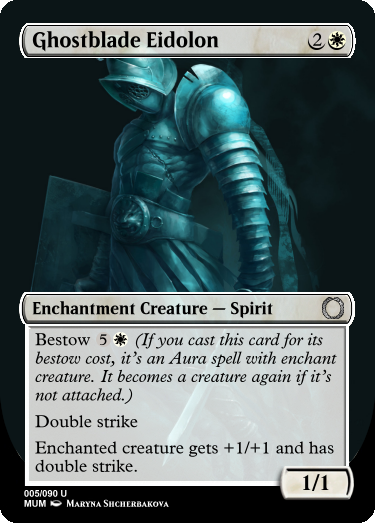 Ghostblade Eidolon 2
Enchantment Creature — Spirit
Bestow 5 (If you cast this card for its
bestow cost, it's an Aura spell with enchant
creature. It becomes a creature again if it's
not attached.)
Double strike
Enchanted creature gets +1/+1 and has
double strike.
1/1
005/090 U
MUM Maryna Shcherbakova